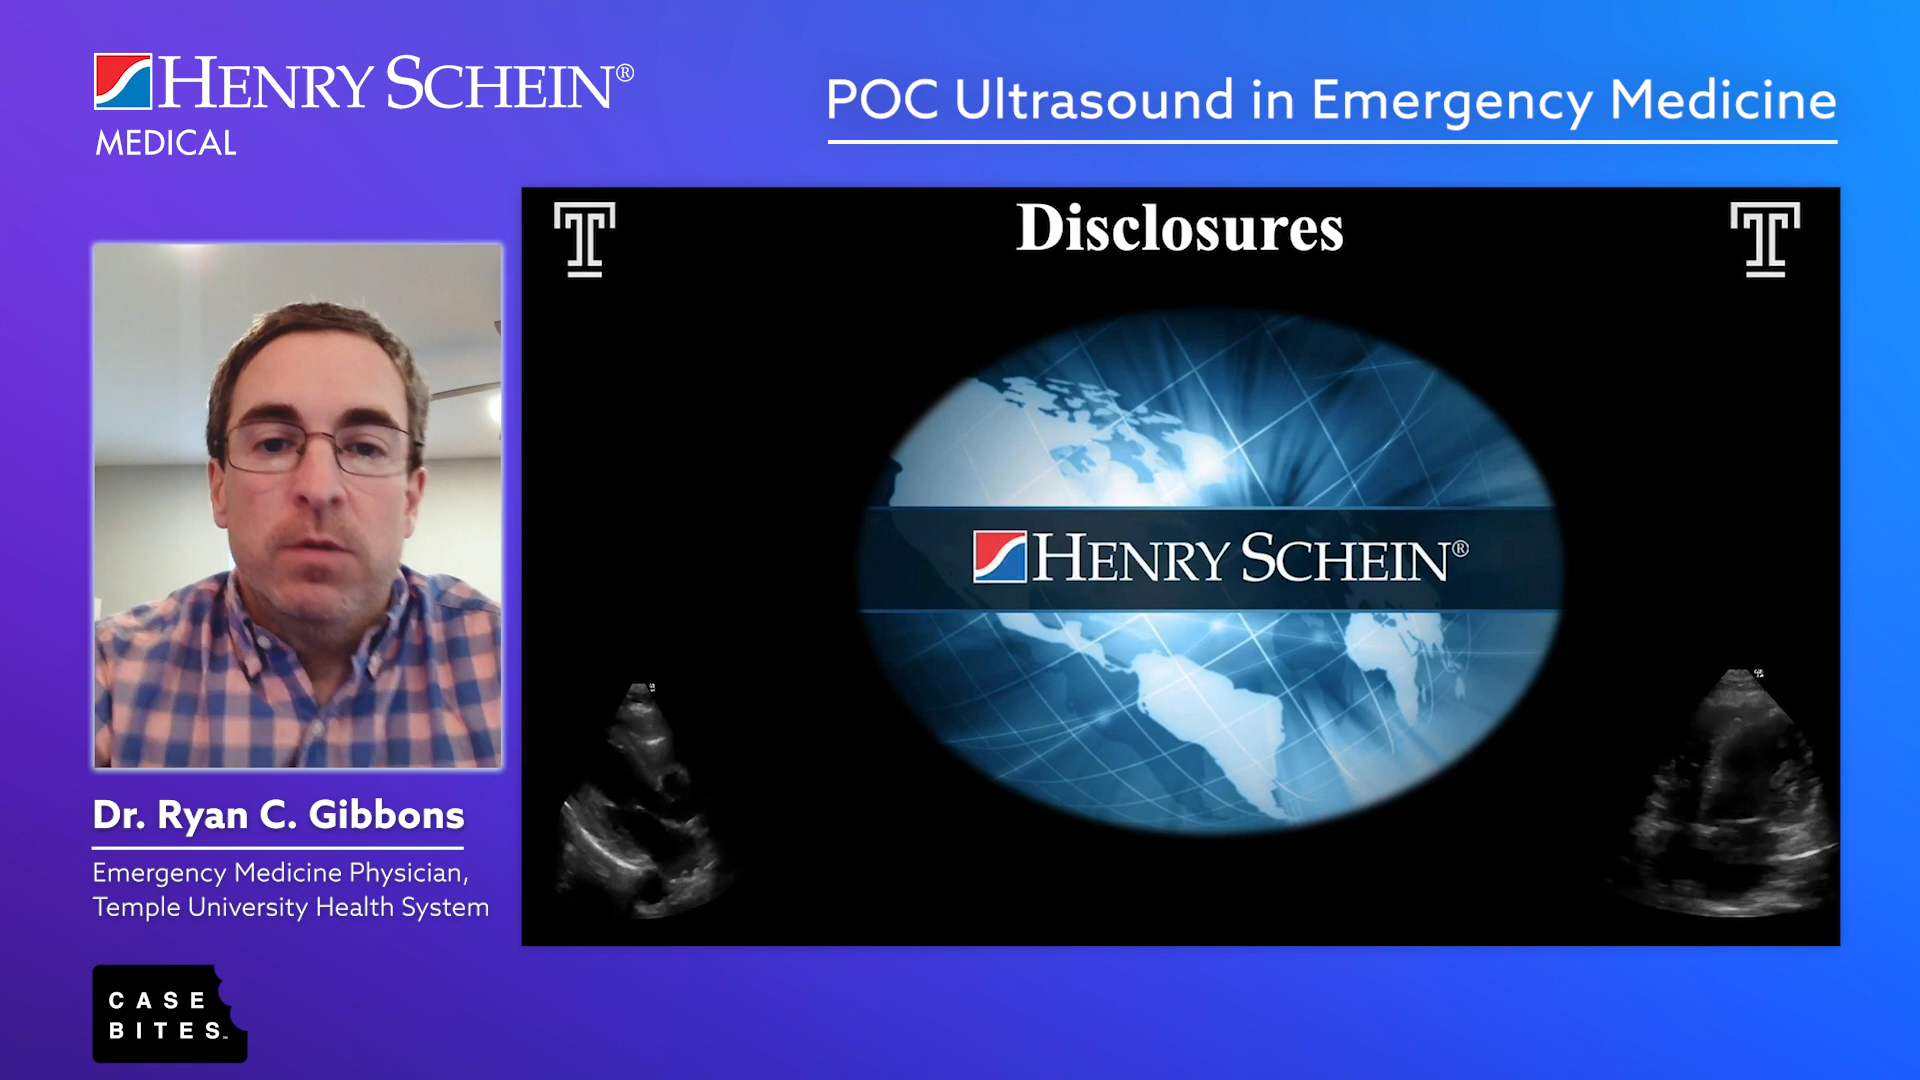 HENRY SCHEIN®
MEDICAL
POC Ultrasound in Emergency Medicine
Disclosures
HENRY SCHEIN®
Dr. Ryan C. Gibbons
Emergency Medicine Physician,
Temple University Health System
CASE
BITES™